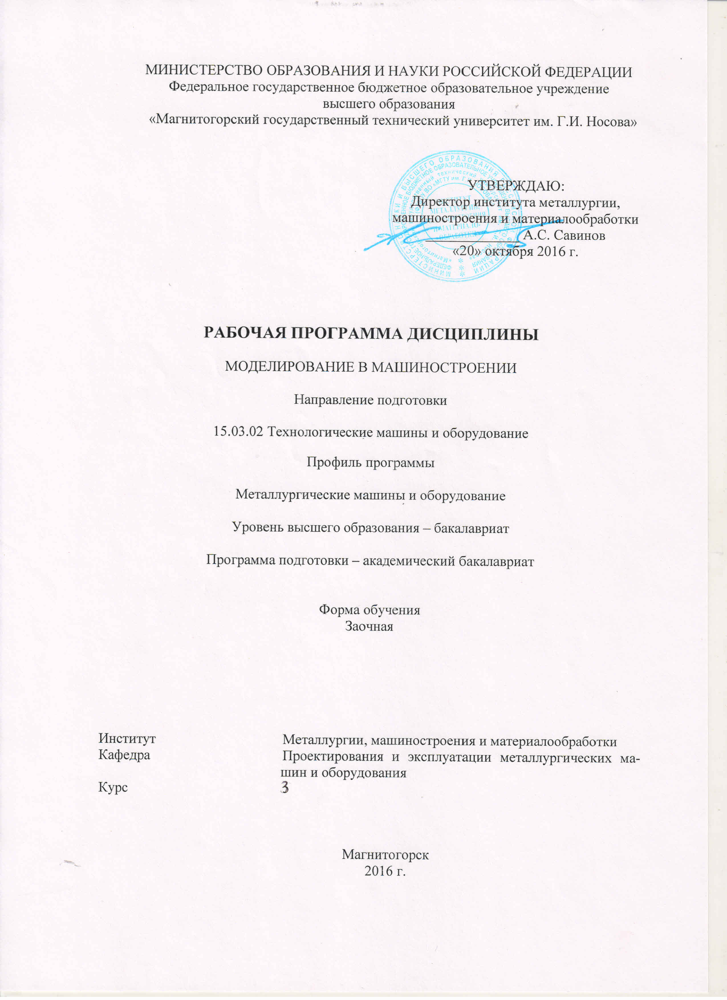 МИНИСТЕРСТВО ОБРАЗОВАНИЯ И НАУКИ РОССИЙСКОЙ ФЕДЕРАЦИИ
Федеральное государственное бюджетное образовательное учреждение
высшего образования
«Магнитогорский государственный технический университет им. Г.И. Носова»
УТВЕРЖДАЮ:
Директор института металлургии,
машиностроения и материалообработки
А.С. Савинов
«20» октября 2016 г.
РАБОЧАЯ ПРОГРАММА ДИСЦИПЛИНЫ
МОДЕЛИРОВАНИЕ В МАШИНОСТРОЕНИИ
Направление подготовки
15.03.02 Технологические машины и оборудование
Профиль программы
Металлургические машины и оборудование
Уровень высшего образования – бакалавриат
Программа подготовки – академический бакалавриат
Форма обучения
Заочная
Институт Металлургии, машиностроения и материалообработки
Кафедра Проектирования и эксплуатации металлургических ма-
шин и оборудования
Курс 3
Магнитогорск
2016 г.